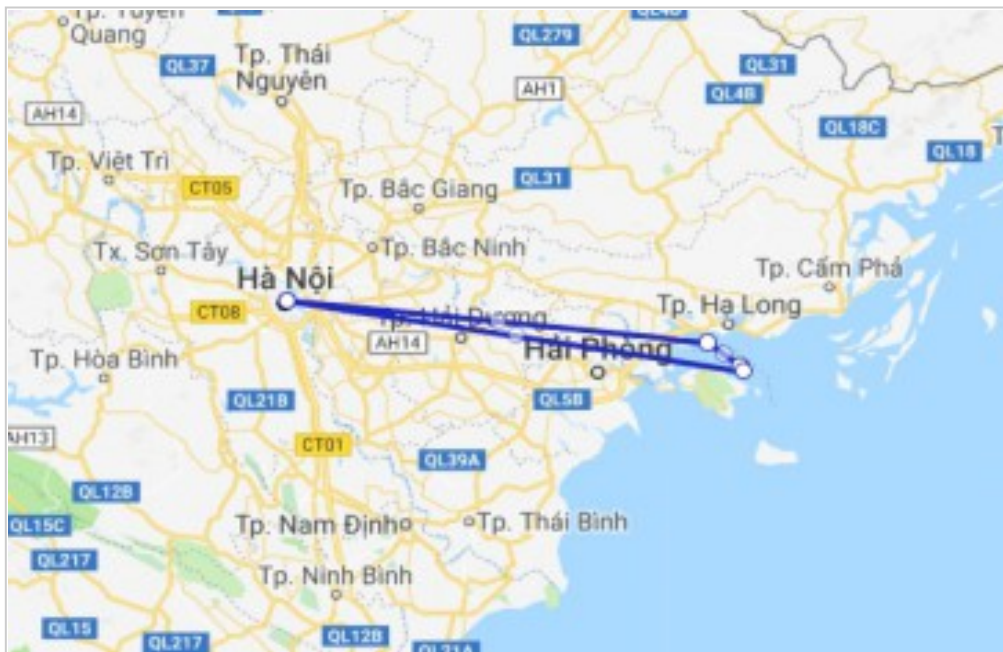 Tp. Tuyên
Quang
QL37
Tp. Thái
Nguyên
QL4B
QL279
QL31
AH1
QL4B
QL18C
QL18
AH14
Tp. Việt Trì
CT05
QL31
Tp. Bắc Giang
Tp. Bắc Ninh
Tx. Sơn Tây
Hà Nội
CT08
Tp. Cẩm Phả
Tp. Hạ Long
Tp. Hải Dương
AH14
Hải Phòng
Tp. Hòa Bình
QL21B
QL5B
AH13
CT01
QL39A
QL12B
QL15C
Tp. Nam Định
Tp. Thái Bình
QL217
Tp. Ninh Bình
QL15
QL217
QL12B
QL21A